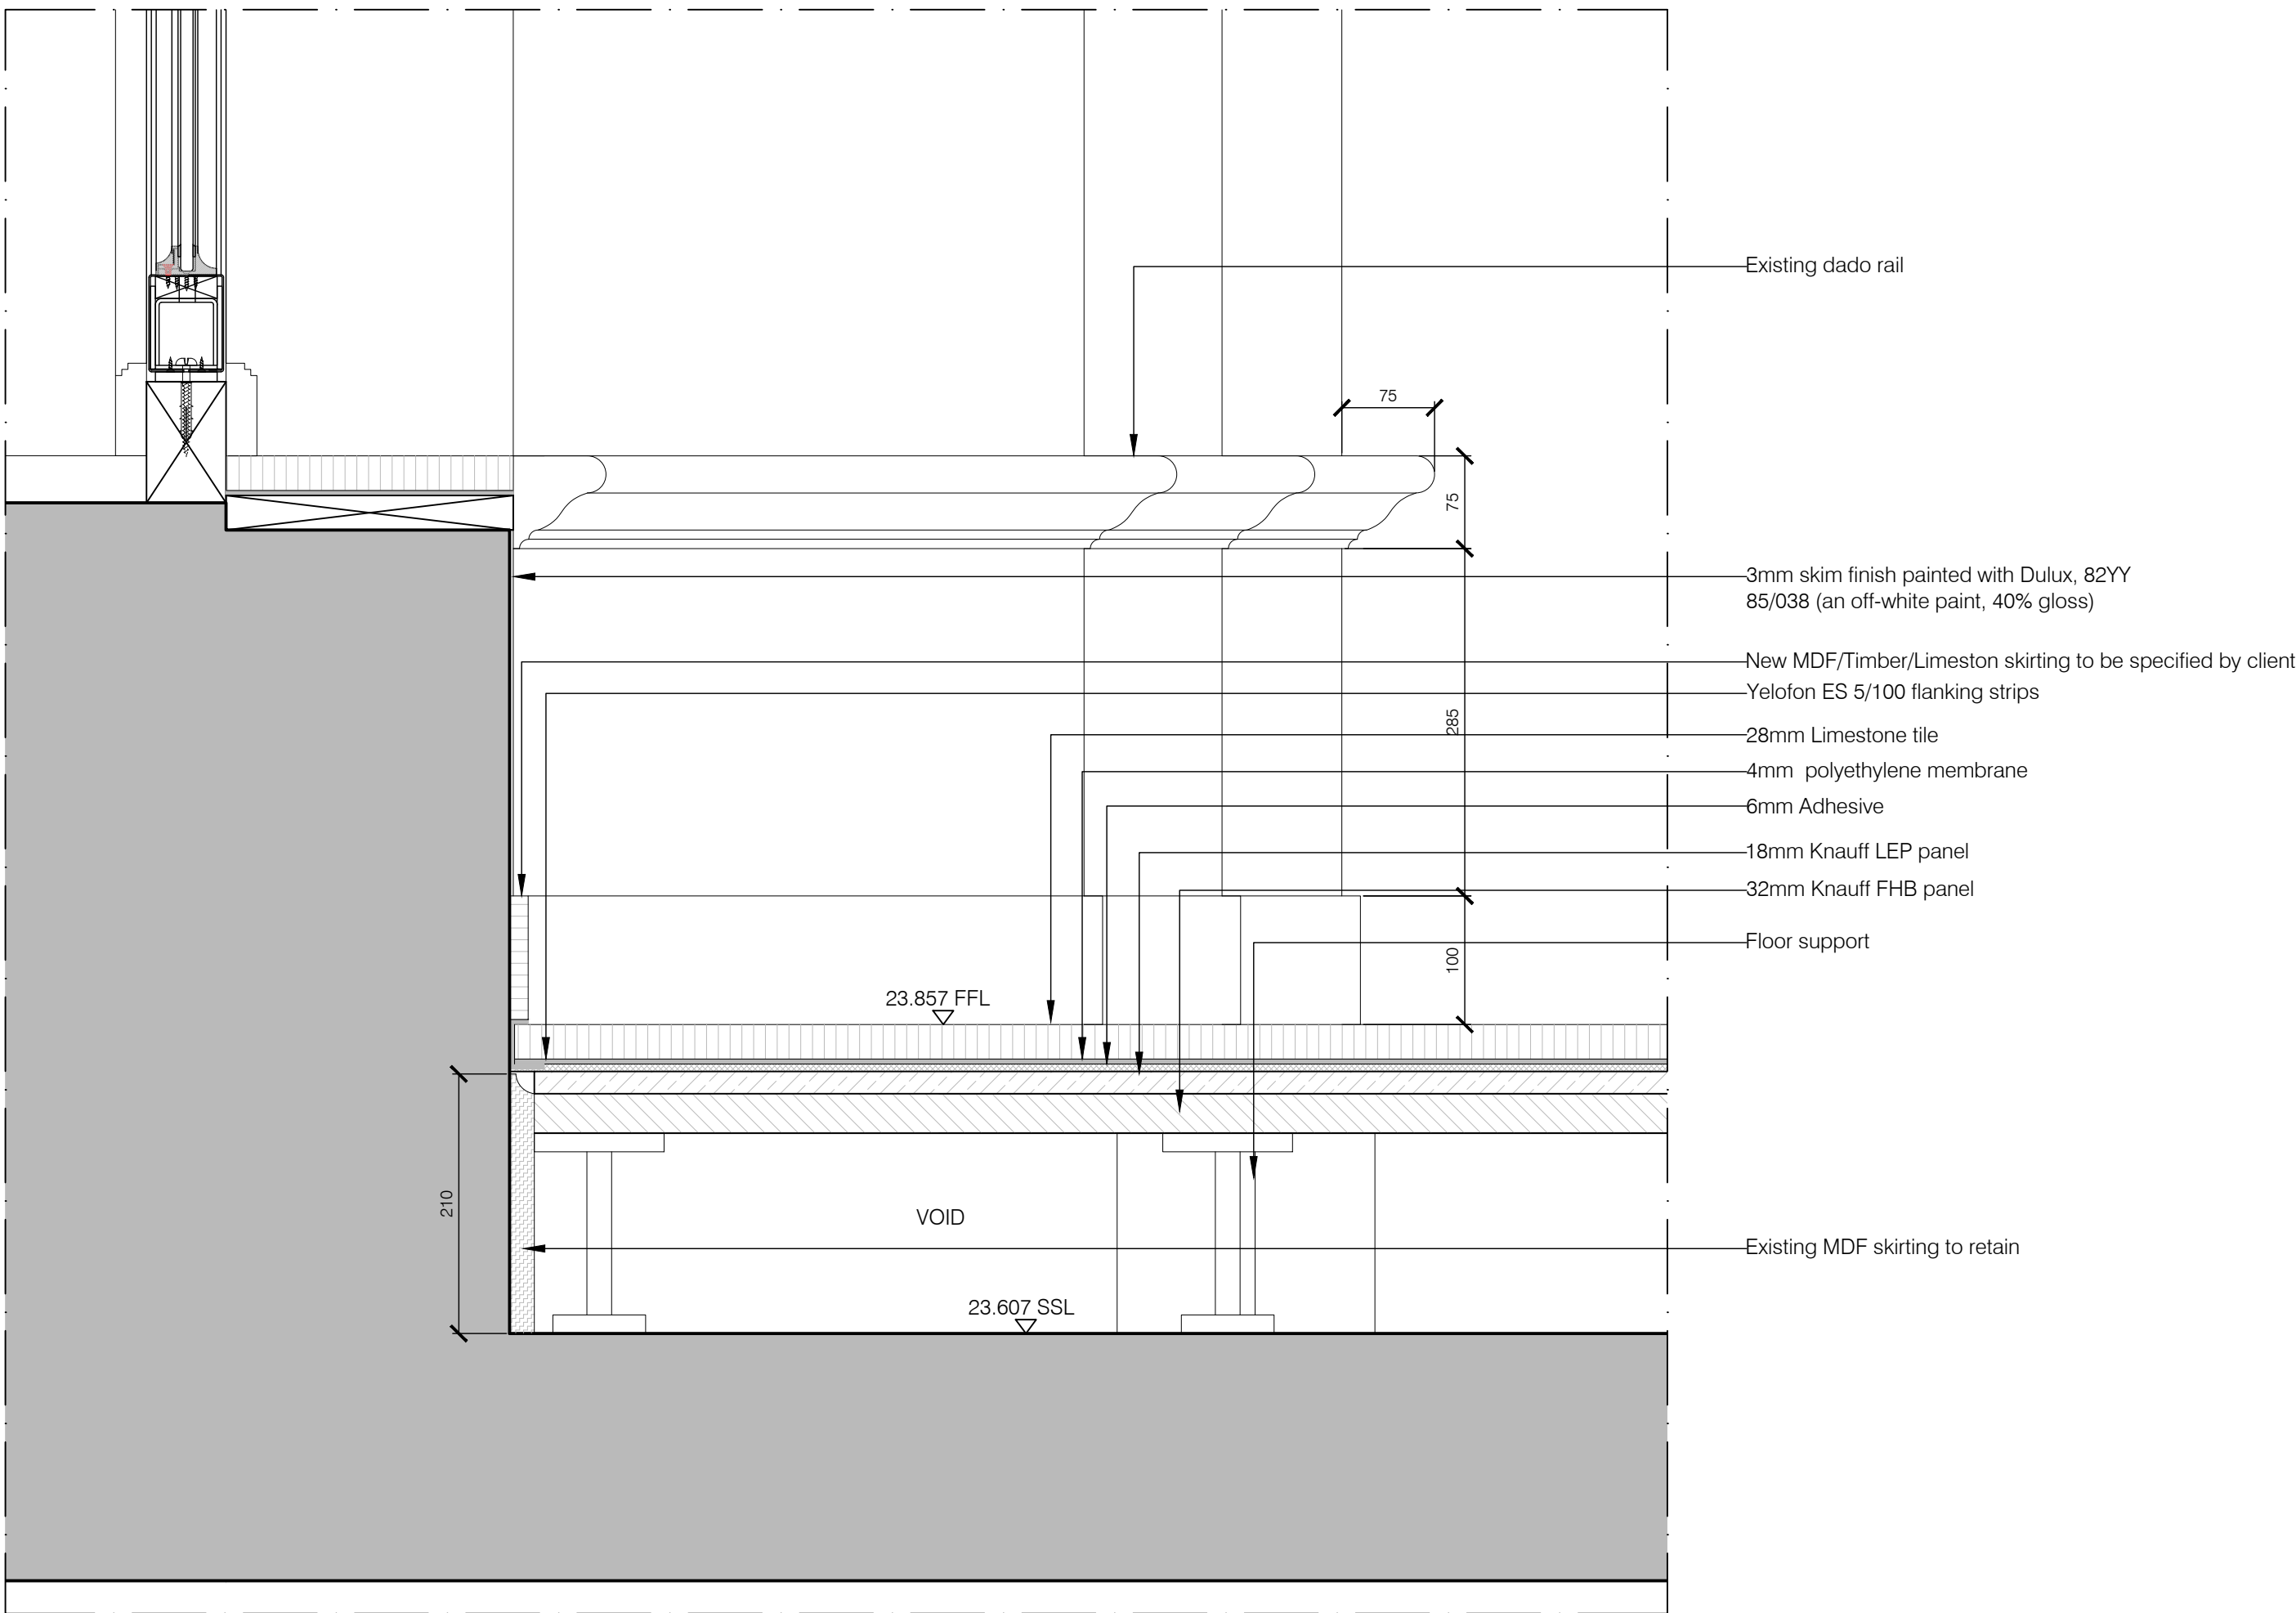 Existing dado rail
75
75
3mm skim finish painted with Dulux, 82YY
85/038 (an off-white paint, 40% gloss)
New MDF/Timber/Limeston skirting to be specified by client
Yelofon ES 5/100 flanking strips
285
28mm Limestone tile
4mm  polyethylene membrane
6mm Adhesive
18mm Knauff LEP panel
32mm Knauff FHB panel
Floor support
100
23.857 FFL
210
VOID
Existing MDF skirting to retain
23.607 SSL